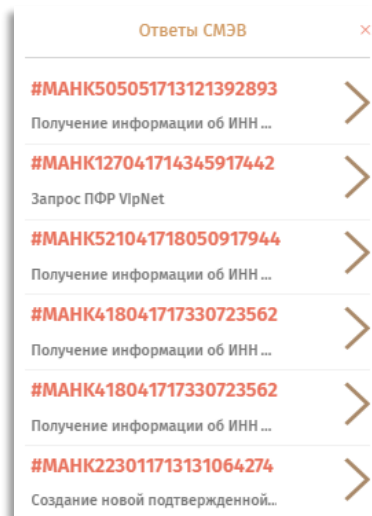 Ответы СМЭВ
#МАНК505051713121392893
Получение информации об ИНН ...
#МАНК127041714345917442
Запрос ПФР VIpNet
#МАНК521041718050917944
Получение информации об ИНН ...
#МАНК418041717330723562
Получение информации об ИНН ...
#МАНК418041717330723562
Получение информации об ИНН ...
#МАНК223011713131064274
Создание новой подтвержденной...